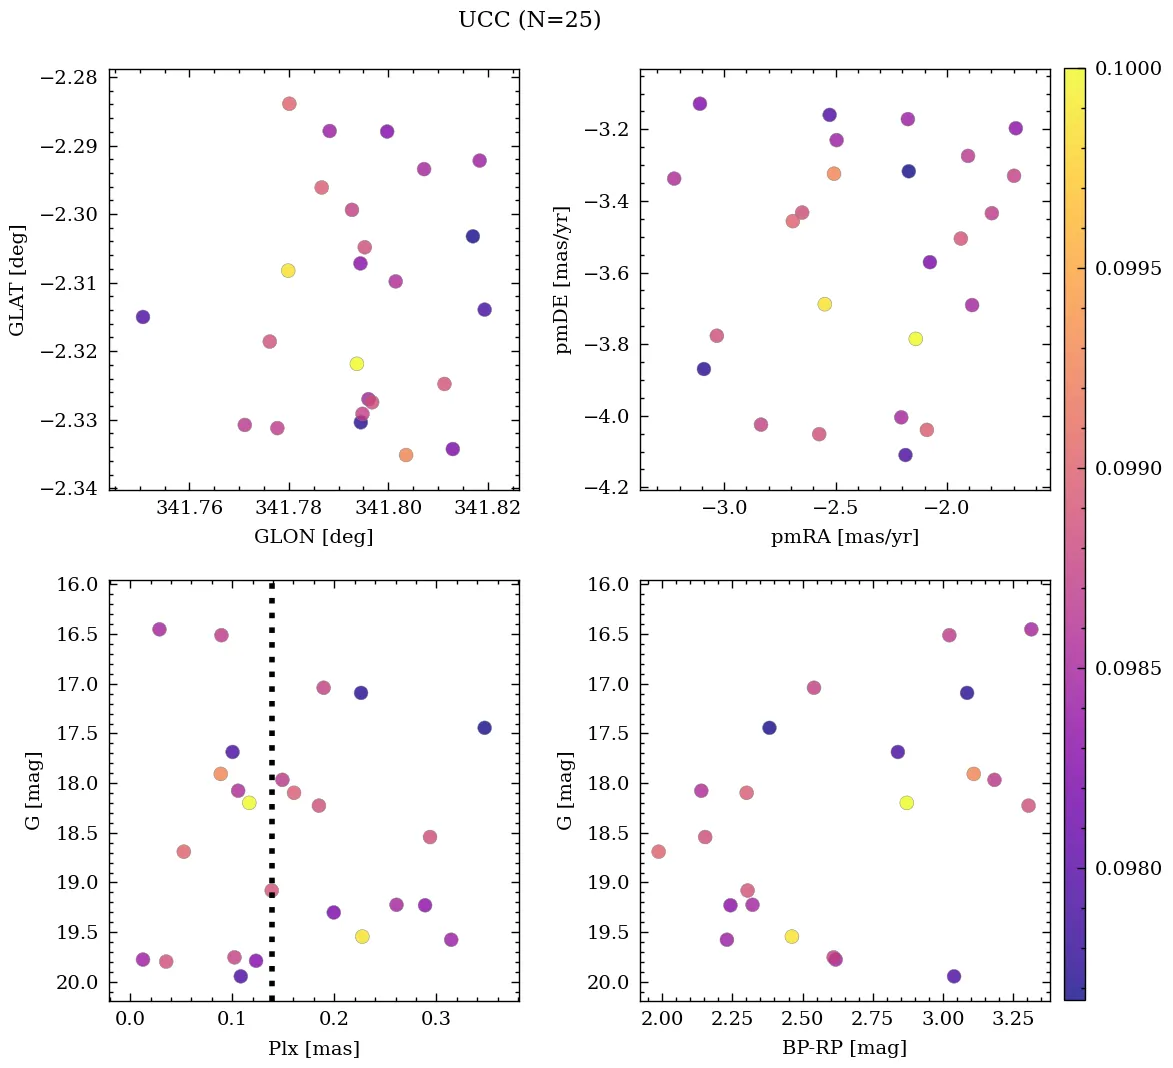 UCC (N=25)
−2.28
−2.29
−2.30
−2.31
−2.32
−2.33
−2.34
GLAT [deg]
341.76 341.78 341.80 341.82
GLON [deg]
−3.2
−3.4
−3.6
−3.8
−4.0
−4.2
pmDE [mas/yr]
−3.0 −2.5 −2.0
pmRA [mas/yr]
16.0
16.5
17.0
17.5
18.0
18.5
19.0
19.5
20.0
G [mag]
0.0 0.1 0.2 0.3
Plx [mas]
16.0
16.5
17.0
17.5
18.0
18.5
19.0
19.5
20.0
G [mag]
2.00 2.25 2.50 2.75 3.00 3.25
BP-RP [mag]
0.1000
0.0995
0.0990
0.0985
0.0980